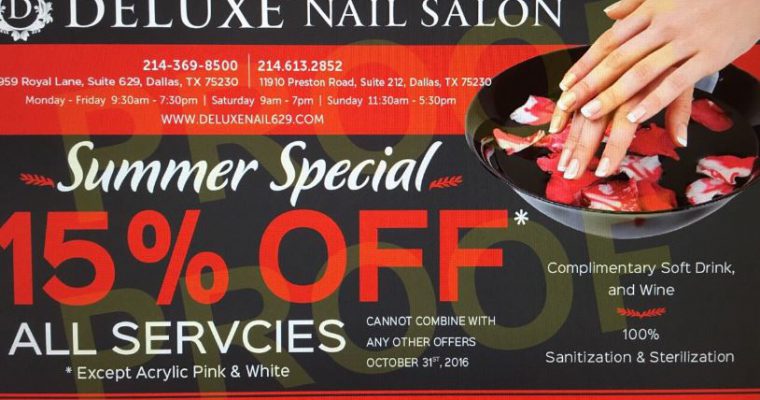 D DELUXE NAIL SALON
214-369-8500 | 214.613.2852
959 Royal Lane, Suite 629, Dallas, TX 75230 | 11910 Preston Road, Suite 212, Dallas, TX 75230
Monday - Friday 9:30am - 7:30pm | Saturday 9am - 7pm | Sunday 11:30am - 5:30pm
WWW.DELUXENAIL629.COM
Summer Special
15% OFF*
ALL SERVCIES
* Except Acrylic Pink & White
CANNOT COMBINE WITH
ANY OTHER OFFERS
OCTOBER 31ST, 2016
Complimentary Soft Drink,
and Wine
100%
Sanitization & Sterilization
PROOF
PROOF